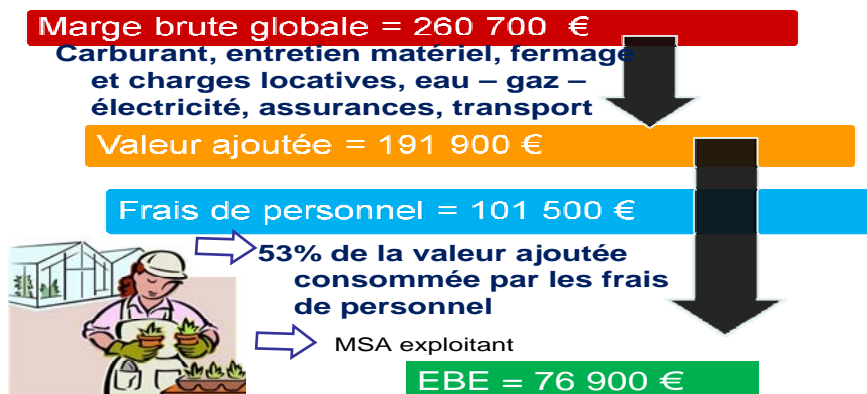 Marge brute globale = 260 700 €
Carburant, entretien matériel, fermage
et charges locatives, eau – gaz –
électricité, assurances, transport
Valeur ajoutée = 191 900 €
Frais de personnel = 101 500 €
53% de la valeur ajoutée
consommée par les frais
de personnel
MSA exploitant
EBE = 76 900 €